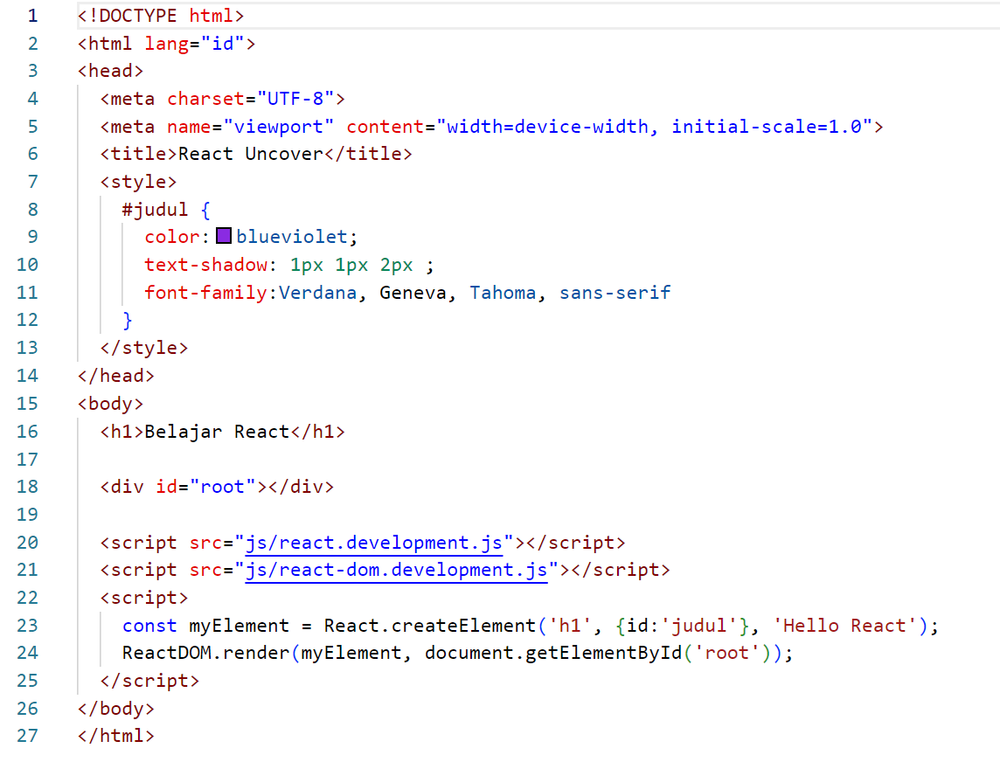 1 <!DOCTYPE html>
2 <html lang="id">
3 <head>
4   <meta charset="UTF-8">
5   <meta name="viewport" content="width=device-width, initial-scale=1.0">
6   <title>React Uncover</title>
7   <style>
8     #judul {
9       color: blueviolet;
10       text-shadow: 1px 1px 2px ;
11       font-family:Verdana, Geneva, Tahoma, sans-serif
12     }
13   </style>
14 </head>
15 <body>
16   <h1>Belajar React</h1>
17
18   <div id="root"></div>
19
20   <script src="js/react.development.js"></script>
21   <script src="js/react-dom.development.js"></script>
22   <script>
23     const myElement = React.createElement('h1', {id:'judul'}, 'Hello React');
24     ReactDOM.render(myElement, document.getElementById('root'));
25   </script>
26 </body>
27 </html>